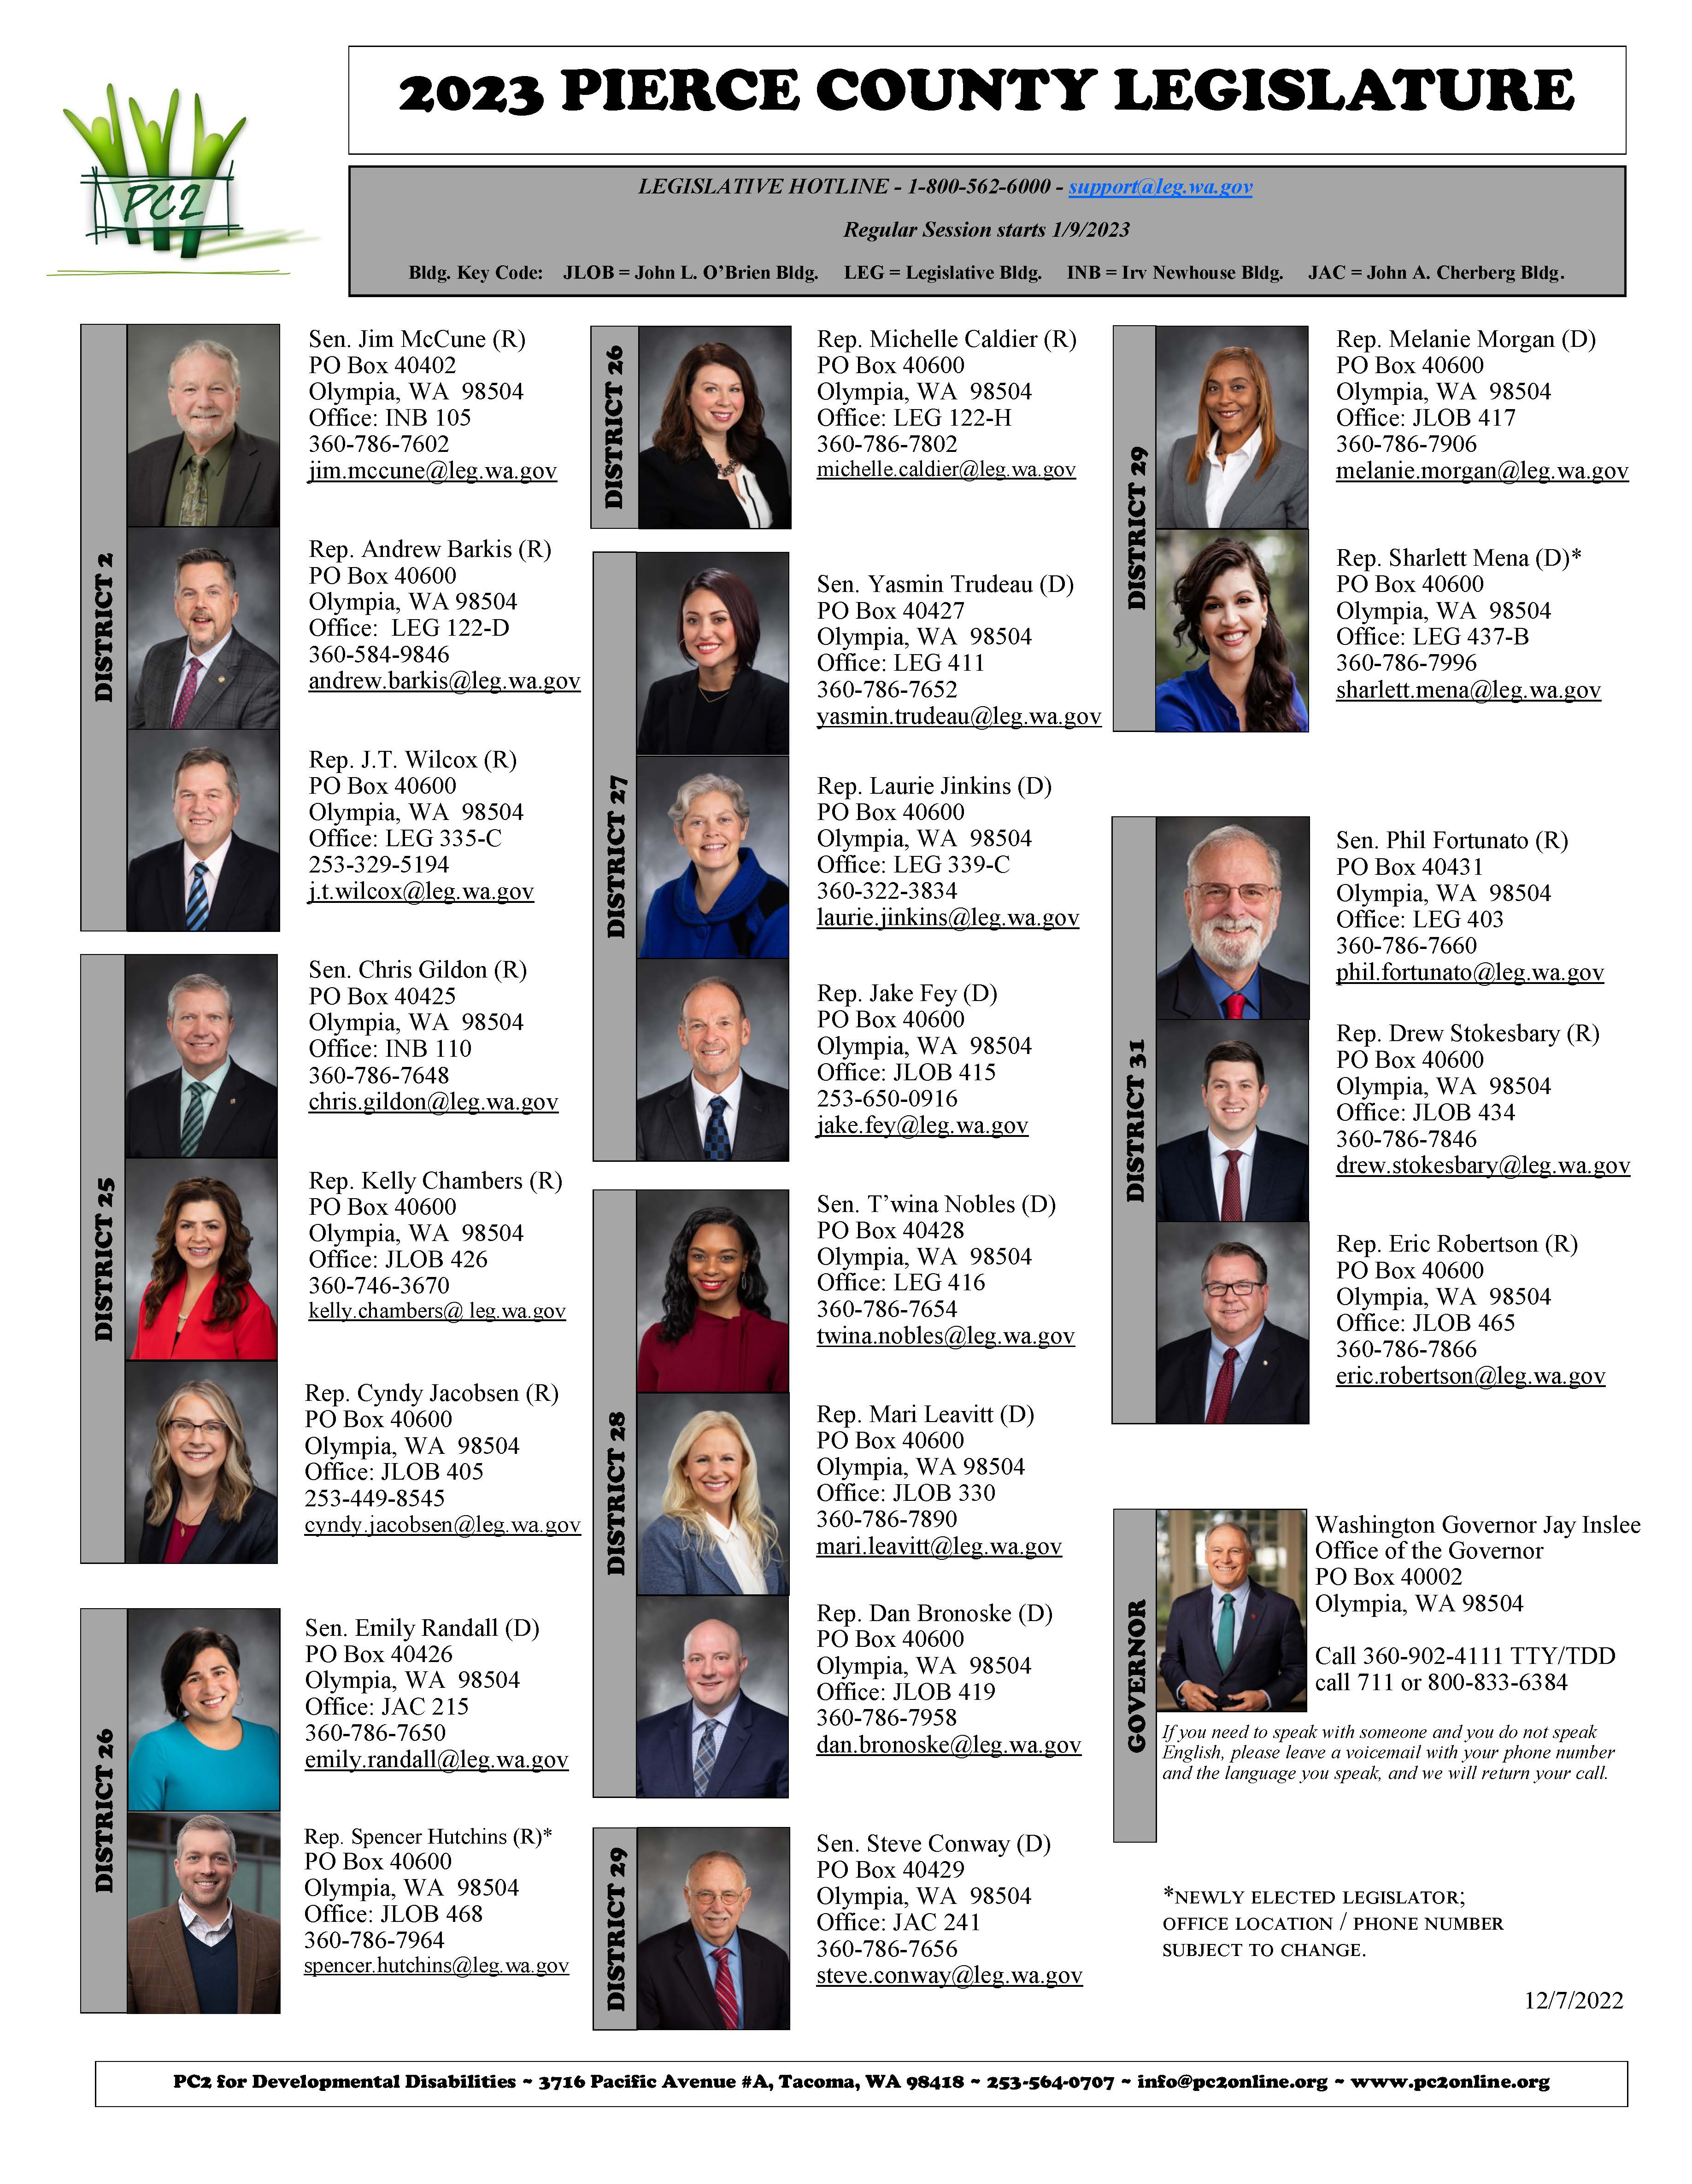 PC2
2023 PIERCE COUNTY LEGISLATURE
LEGISLATIVE HOTLINE - 1-800-562-6000 - support@leg.wa.gov
Regular Session starts 1/9/2023
Bldg. Key Code: JLOB = John L. O’Brien Bldg. LEG = Legislative Bldg. INB = Irv Newhouse Bldg. JAC = John A. Cherberg Bldg.
DISTRICT 2
Sen. Jim McCune (R)
PO Box 40402
Olympia, WA 98504
Office: INB 105
360-786-7602
jim.mccune@leg.wa.gov
Rep. Andrew Barkis (R)
PO Box 40600
Olympia, WA 98504
Office: LEG 122-D
360-584-9846
andrew.barkis@leg.wa.gov
Rep. J.T. Wilcox (R)
PO Box 40600
Olympia, WA 98504
Office: LEG 335-C
253-329-5194
j.t.wilcox@leg.wa.gov
DISTRICT 25
Sen. Chris Gildon (R)
PO Box 40425
Olympia, WA 98504
Office: INB 110
360-786-7648
chris.gildon@leg.wa.gov
Rep. Kelly Chambers (R)
PO Box 40600
Olympia, WA 98504
Office: JLOB 426
360-746-3670
kelly.chambers@ leg.wa.gov
Rep. Cyndy Jacobsen (R)
PO Box 40600
Olympia, WA 98504
Office: JLOB 405
253-449-8545
cyndy.jacobsen@leg.wa.gov
DISTRICT 26
Sen. Emily Randall (D)
PO Box 40426
Olympia, WA 98504
Office: JAC 215
360-786-7650
emily.randall@leg.wa.gov
Rep. Spencer Hutchins (R)*
PO Box 40600
Olympia, WA 98504
Office: JLOB 468
360-786-7964
spencer.hutchins@leg.wa.gov
DISTRICT 26
Rep. Michelle Caldier (R)
PO Box 40600
Olympia, WA 98504
Office: LEG 122-H
360-786-7802
michelle.caldier@leg.wa.gov
DISTRICT 27
Sen. Yasmin Trudeau (D)
PO Box 40427
Olympia, WA 98504
Office: LEG 411
360-786-7652
yasmin.trudeau@leg.wa.gov
Rep. Laurie Jinkins (D)
PO Box 40600
Olympia, WA 98504
Office: LEG 339-C
360-322-3834
laurie.jinkins@leg.wa.gov
Rep. Jake Fey (D)
PO Box 40600
Olympia, WA 98504
Office: JLOB 415
253-650-0916
jake.fey@leg.wa.gov
DISTRICT 28
Sen. T’wina Nobles (D)
PO Box 40428
Olympia, WA 98504
Office: LEG 416
360-786-7654
twina.nobles@leg.wa.gov
Rep. Mari Leavitt (D)
PO Box 40600
Olympia, WA 98504
Office: JLOB 330
360-786-7890
mari.leavitt@leg.wa.gov
Rep. Dan Bronoske (D)
PO Box 40600
Olympia, WA 98504
Office: JLOB 419
360-786-7958
dan.bronoske@leg.wa.gov
DISTRICT 29
Sen. Steve Conway (D)
PO Box 40429
Olympia, WA 98504
Office: JAC 241
360-786-7656
steve.conway@leg.wa.gov
DISTRICT 29
Rep. Melanie Morgan (D)
PO Box 40600
Olympia, WA 98504
Office: JLOB 417
360-786-7906
melanie.morgan@leg.wa.gov
Rep. Sharlett Mena (D)*
PO Box 40600
Olympia, WA 98504
Office: LEG 437-B
360-786-7996
sharlett.mena@leg.wa.gov
DISTRICT 31
Sen. Phil Fortunato (R)
PO Box 40431
Olympia, WA 98504
Office: LEG 403
360-786-7660
phil.fortunato@leg.wa.gov
Rep. Drew Stokesbary (R)
PO Box 40600
Olympia, WA 98504
Office: JLOB 434
360-786-7846
drew.stokesbary@leg.wa.gov
Rep. Eric Robertson (R)
PO Box 40600
Olympia, WA 98504
Office: JLOB 465
360-786-7866
eric.robertson@leg.wa.gov
GOVERNOR
Washington Governor Jay Inslee
Office of the Governor
PO Box 40002
Olympia, WA 98504
Call 360-902-4111 TTY/TDD
call 711 or 800-833-6384
If you need to speak with someone and you do not speak
English, please leave a voicemail with your phone number
and the language you speak, and we will return your call.
*NEWLY ELECTED LEGISLATOR;
OFFICE LOCATION / PHONE NUMBER
SUBJECT TO CHANGE.
12/7/2022
PC2 for Developmental Disabilities ~ 3716 Pacific Avenue #A, Tacoma, WA 98418 ~ 253-564-0707 ~ info@pc2online.org ~ www.pc2online.org